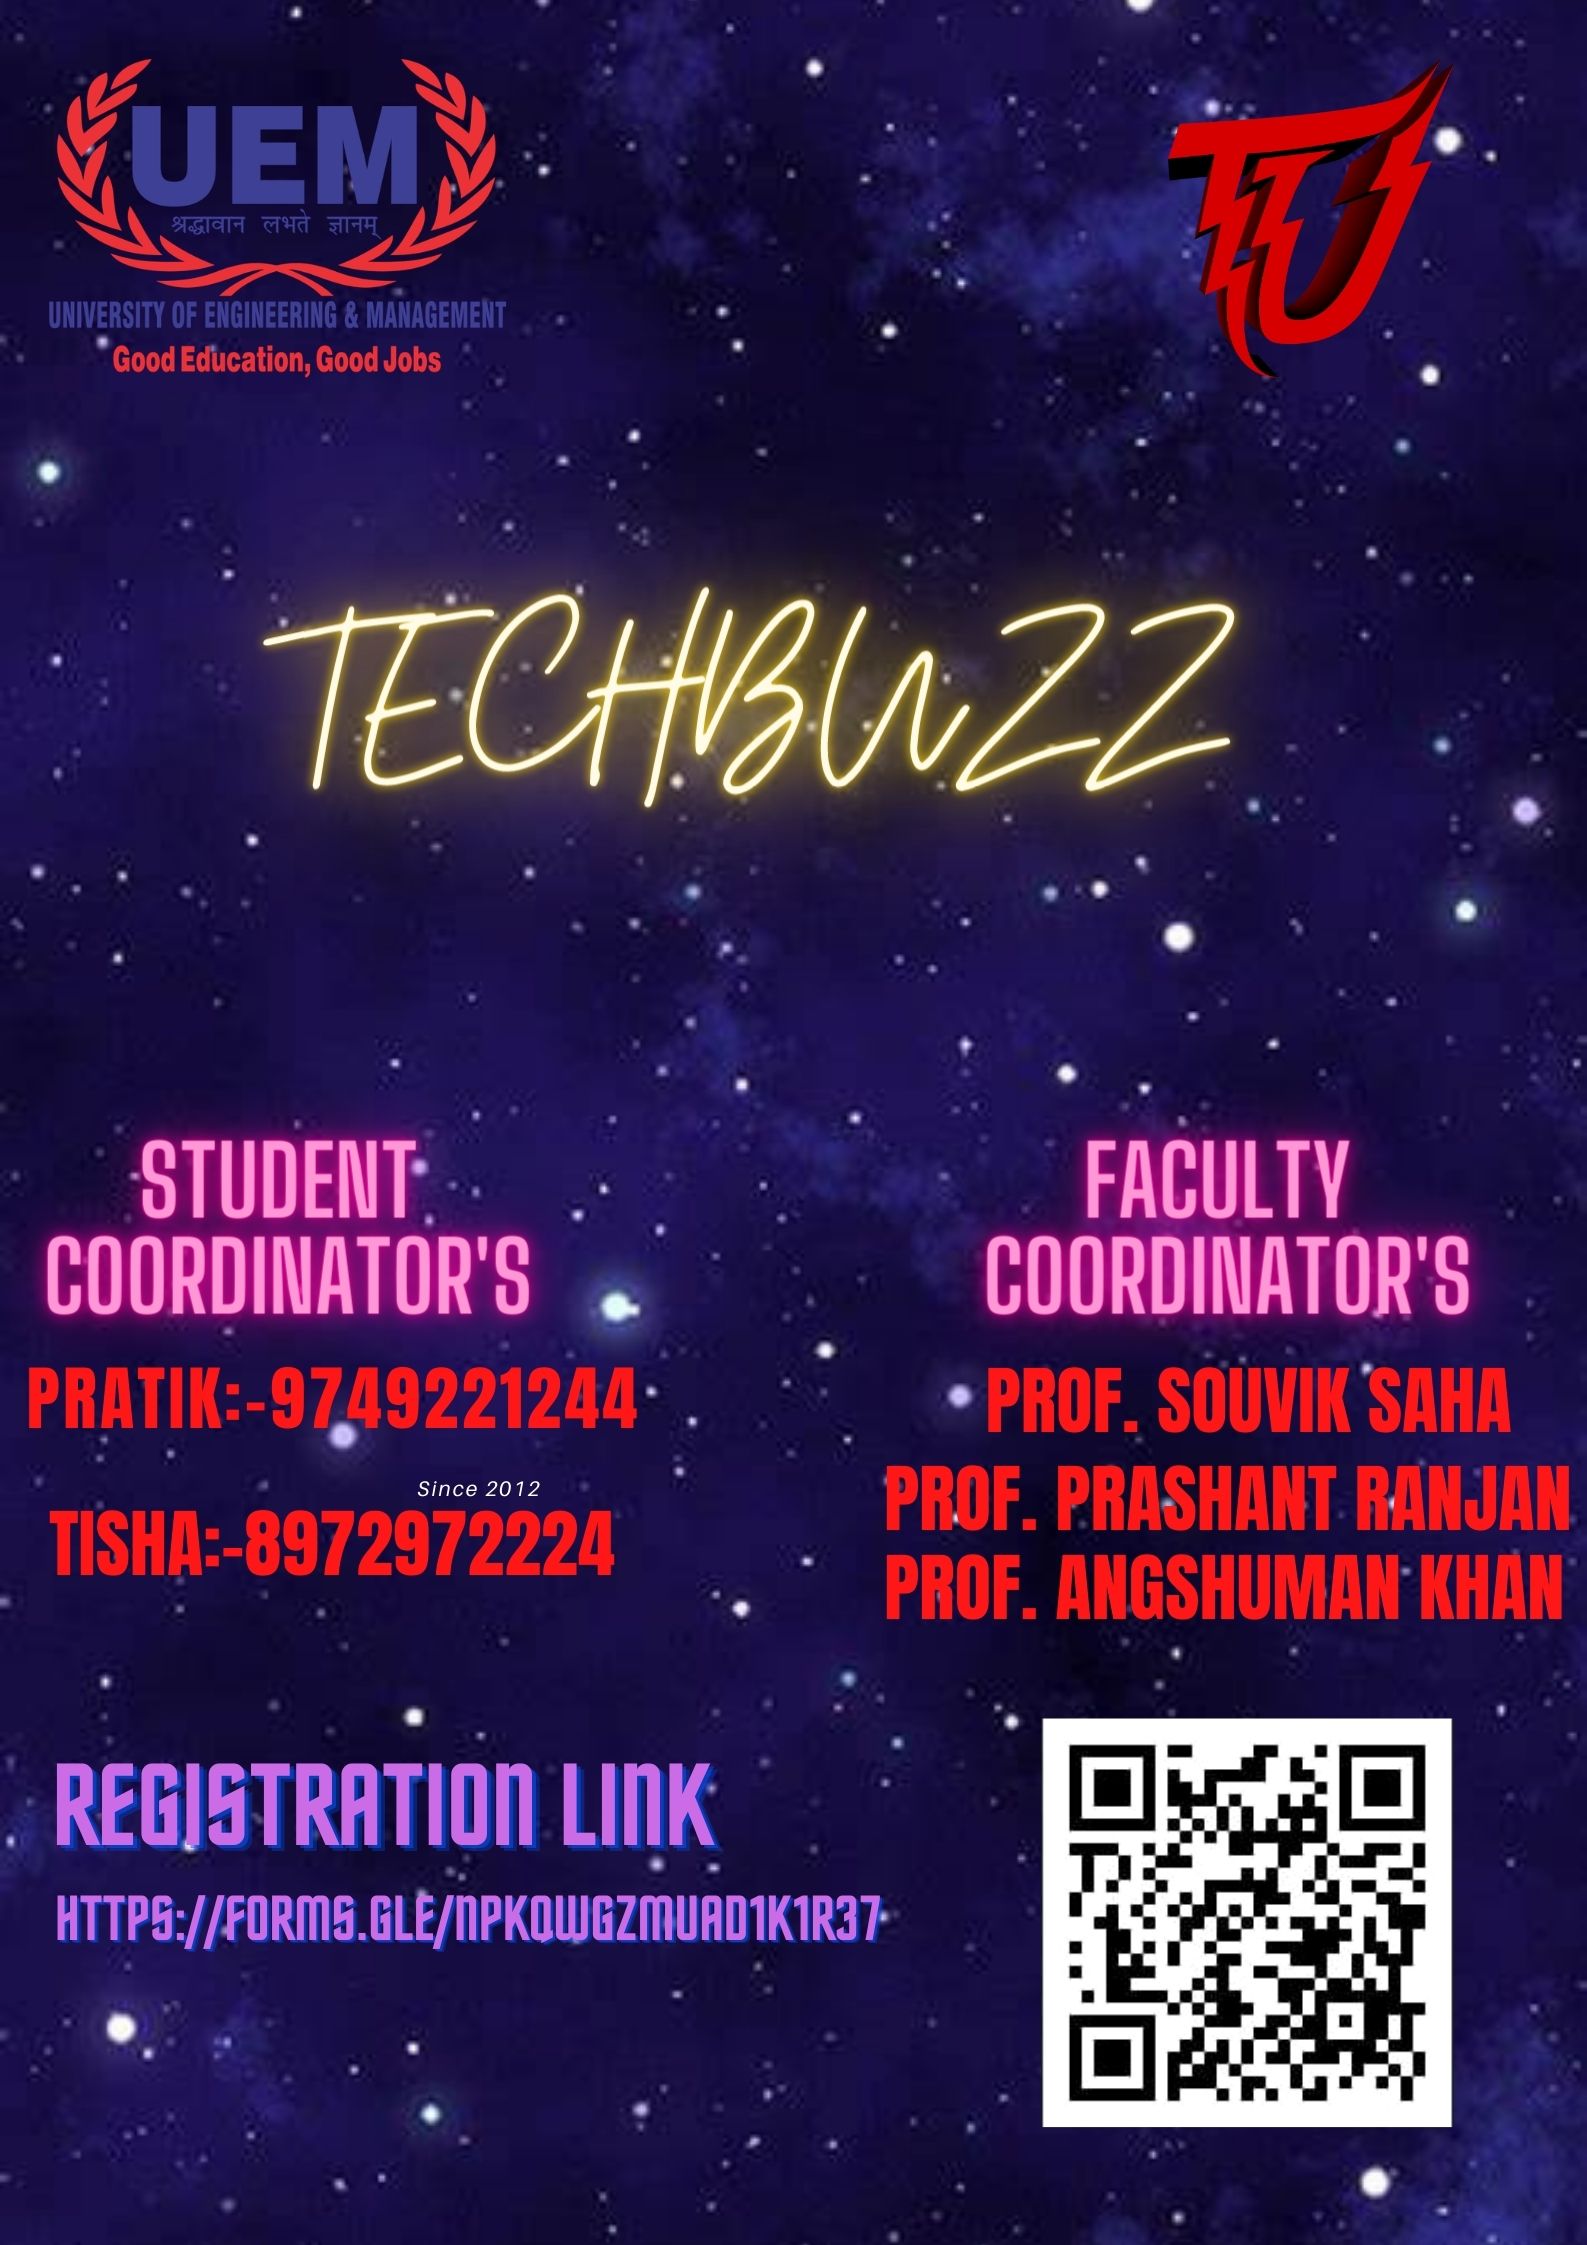 UEM
श्रद्धावान लभते ज्ञानम्
UNIVERSITY OF ENGINEERING & MANAGEMENT
Good Education, Good Jobs
TU
TECHBUZZ
STUDENT
COORDINATOR'S
PRATIK:-9749221244
Since 2012
TISHA:-8972972224
FACULTY
COORDINATOR'S
PROF. SOUVIK SAHA
PROF. PRASHANT RANJAN
PROF. ANGSHUMAN KHAN
REGISTRATION LINK
HTTPS://FORMS.GLE/NPKQWGZMUAD1K1R37